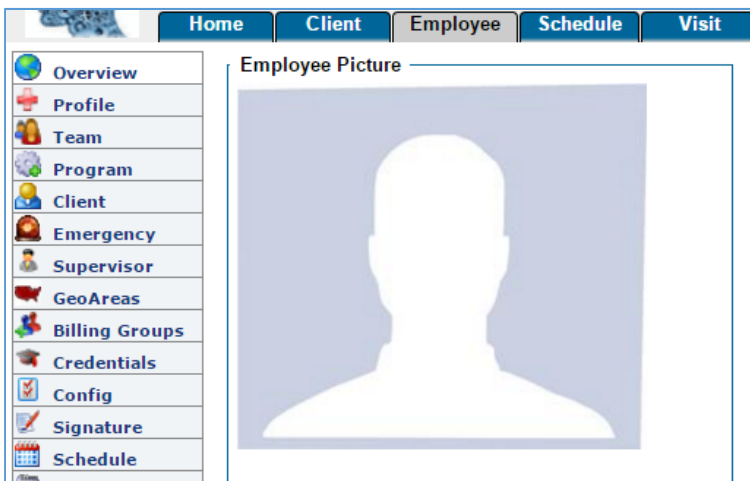 Home Client Employee Schedule Visit
Overview
Profile
Team
Program
Client
Emergency
Supervisor
GeoAreas
Billing Groups
Credentials
Config
Signature
Schedule
Employee Picture